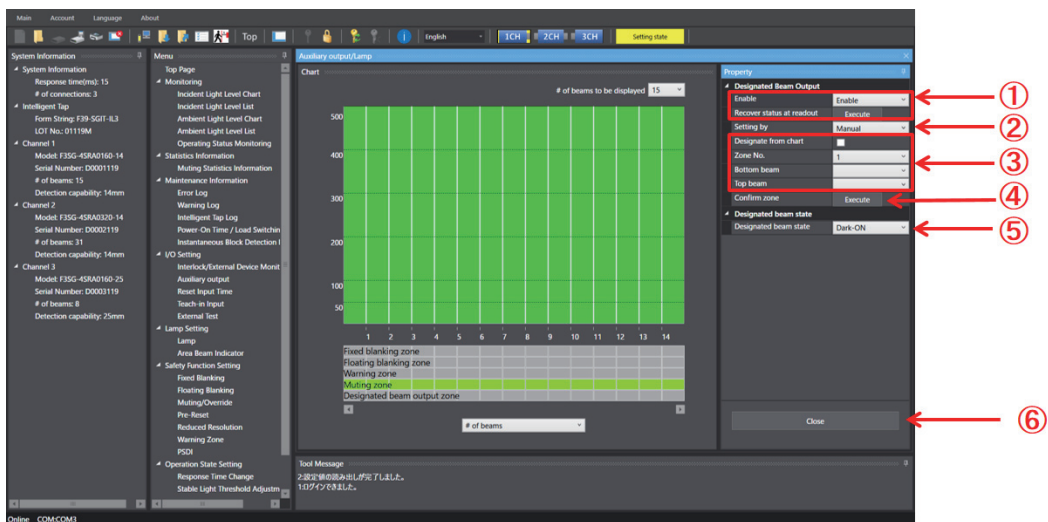 Main Account Language About
Top English 1CH 2CH 3CH Setting state
System Information
System Information
Response time(ms): 15
# of connections: 3
Intelligent Tap
Form String: F39-SGIT-IL3
LOT No.: 01119M
Channel 1
Model: F3SG-4SRA0160-14
Serial Number: D0001119
# of beams: 15
Detection capability: 14mm
Channel 2
Model: F3SG-4SRA0320-14
Serial Number: D0002119
# of beams: 31
Detection capability: 14mm
Channel 3
Model: F3SG-4SRA0160-25
Serial Number: D0003119
# of beams: 8
Detection capability: 25mm
Menu
Top Page
Monitoring
Incident Light Level Chart
Incident Light Level List
Ambient Light Level Chart
Ambient Light Level List
Operating Status Monitoring
Statistics Information
Muting Statistics Information
Maintenance Information
Error Log
Warning Log
Intelligent Tap Log
Power-On Time / Load Switchin
Instantaneous Block Detection I
I/O Setting
Interlock/External Device Monit
Auxiliary output
Reset Input Time
Teach-in Input
External Test
Lamp Setting
Lamp
Area Beam Indicator
Safety Function Setting
Fixed Blanking
Floating Blanking
Muting/Override
Pre-Reset
Reduced Resolution
Warning Zone
PSDI
Operation State Setting
Response Time Change
Stable Light Threshold Adjustm
Auxiliary output/Lamp
Chart
# of beams to be displayed 15
500
400
300
200
100
50
1 2 3 4 5 6 7 8 9 10 11 12 13 14
Fixed blanking zone
Floating blanking zone
Warning zone
Muting zone
Designated beam output zone
# of beams
Property
Designated Beam Output
Enable Enable
Recover status at readout Execute
Setting by Manual
Designate from chart
Zone No. 1
Bottom beam
Top beam
Confirm zone Execute
Designated beam state
Designated beam state Dark-ON
Close
①
②
③
④
⑤
⑥
Tool Message
2:設定値の読み出しが完了しました。
1:ログインできました。
Online COM:COM3